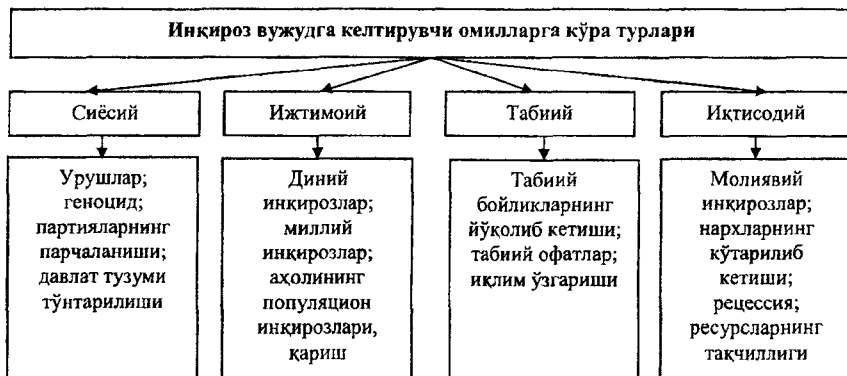 Инқироз вужудга келтирувчи омилларга кўра турлари
Сиёсий
Ижтимоий
Табиий
Иқтисодий
Урушлар;
геноцид;
партияларнинг
парчаланиши;
давлат тузуми
тўнтарилиши
Диний
инқирозлар;
миллий
инқирозлар;
аҳолининг
популяцион
инқирозлари,
қариш
Табиий
бойликларнинг
йўқолиб кетиши;
табиий офатлар;
иқлим ўзгариши
Молиявий
инқирозлар;
нархларнинг
кўтарилиб
кетиши;
рецессия;
ресурсларнинг
тақчиллиги